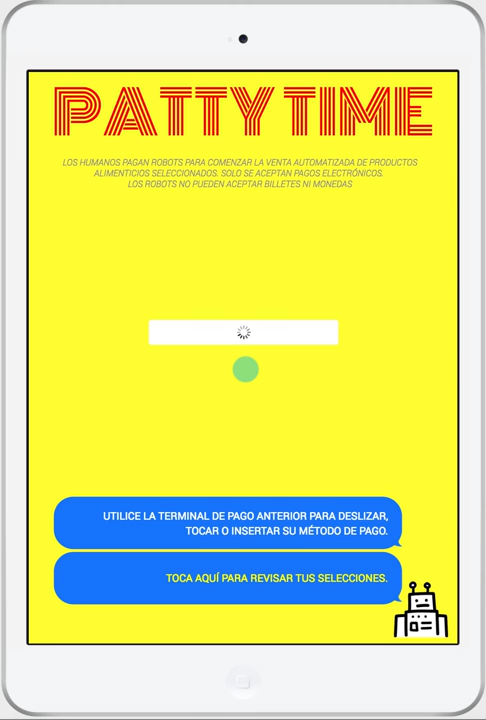 PATTY TIME
LOS HUMANOS PAGAN ROBOTS PARA COMENZAR LA VENTA AUTOMATIZADA DE PRODUCTOS
ALIMENTICIOS SELECCIONADOS. SOLO SE ACEPTAN PAGOS ELECTRÓNICOS.
LOS ROBOTS NO PUEDEN ACEPTAR BILLETES NI MONEDAS
UTILICE LA TERMINAL DE PAGO ANTERIOR PARA DESLIZAR,
TOCAR O INSERTAR SU MÉTODO DE PAGO.
TOCA AQUÍ PARA REVISAR TUS SELECCIONES.